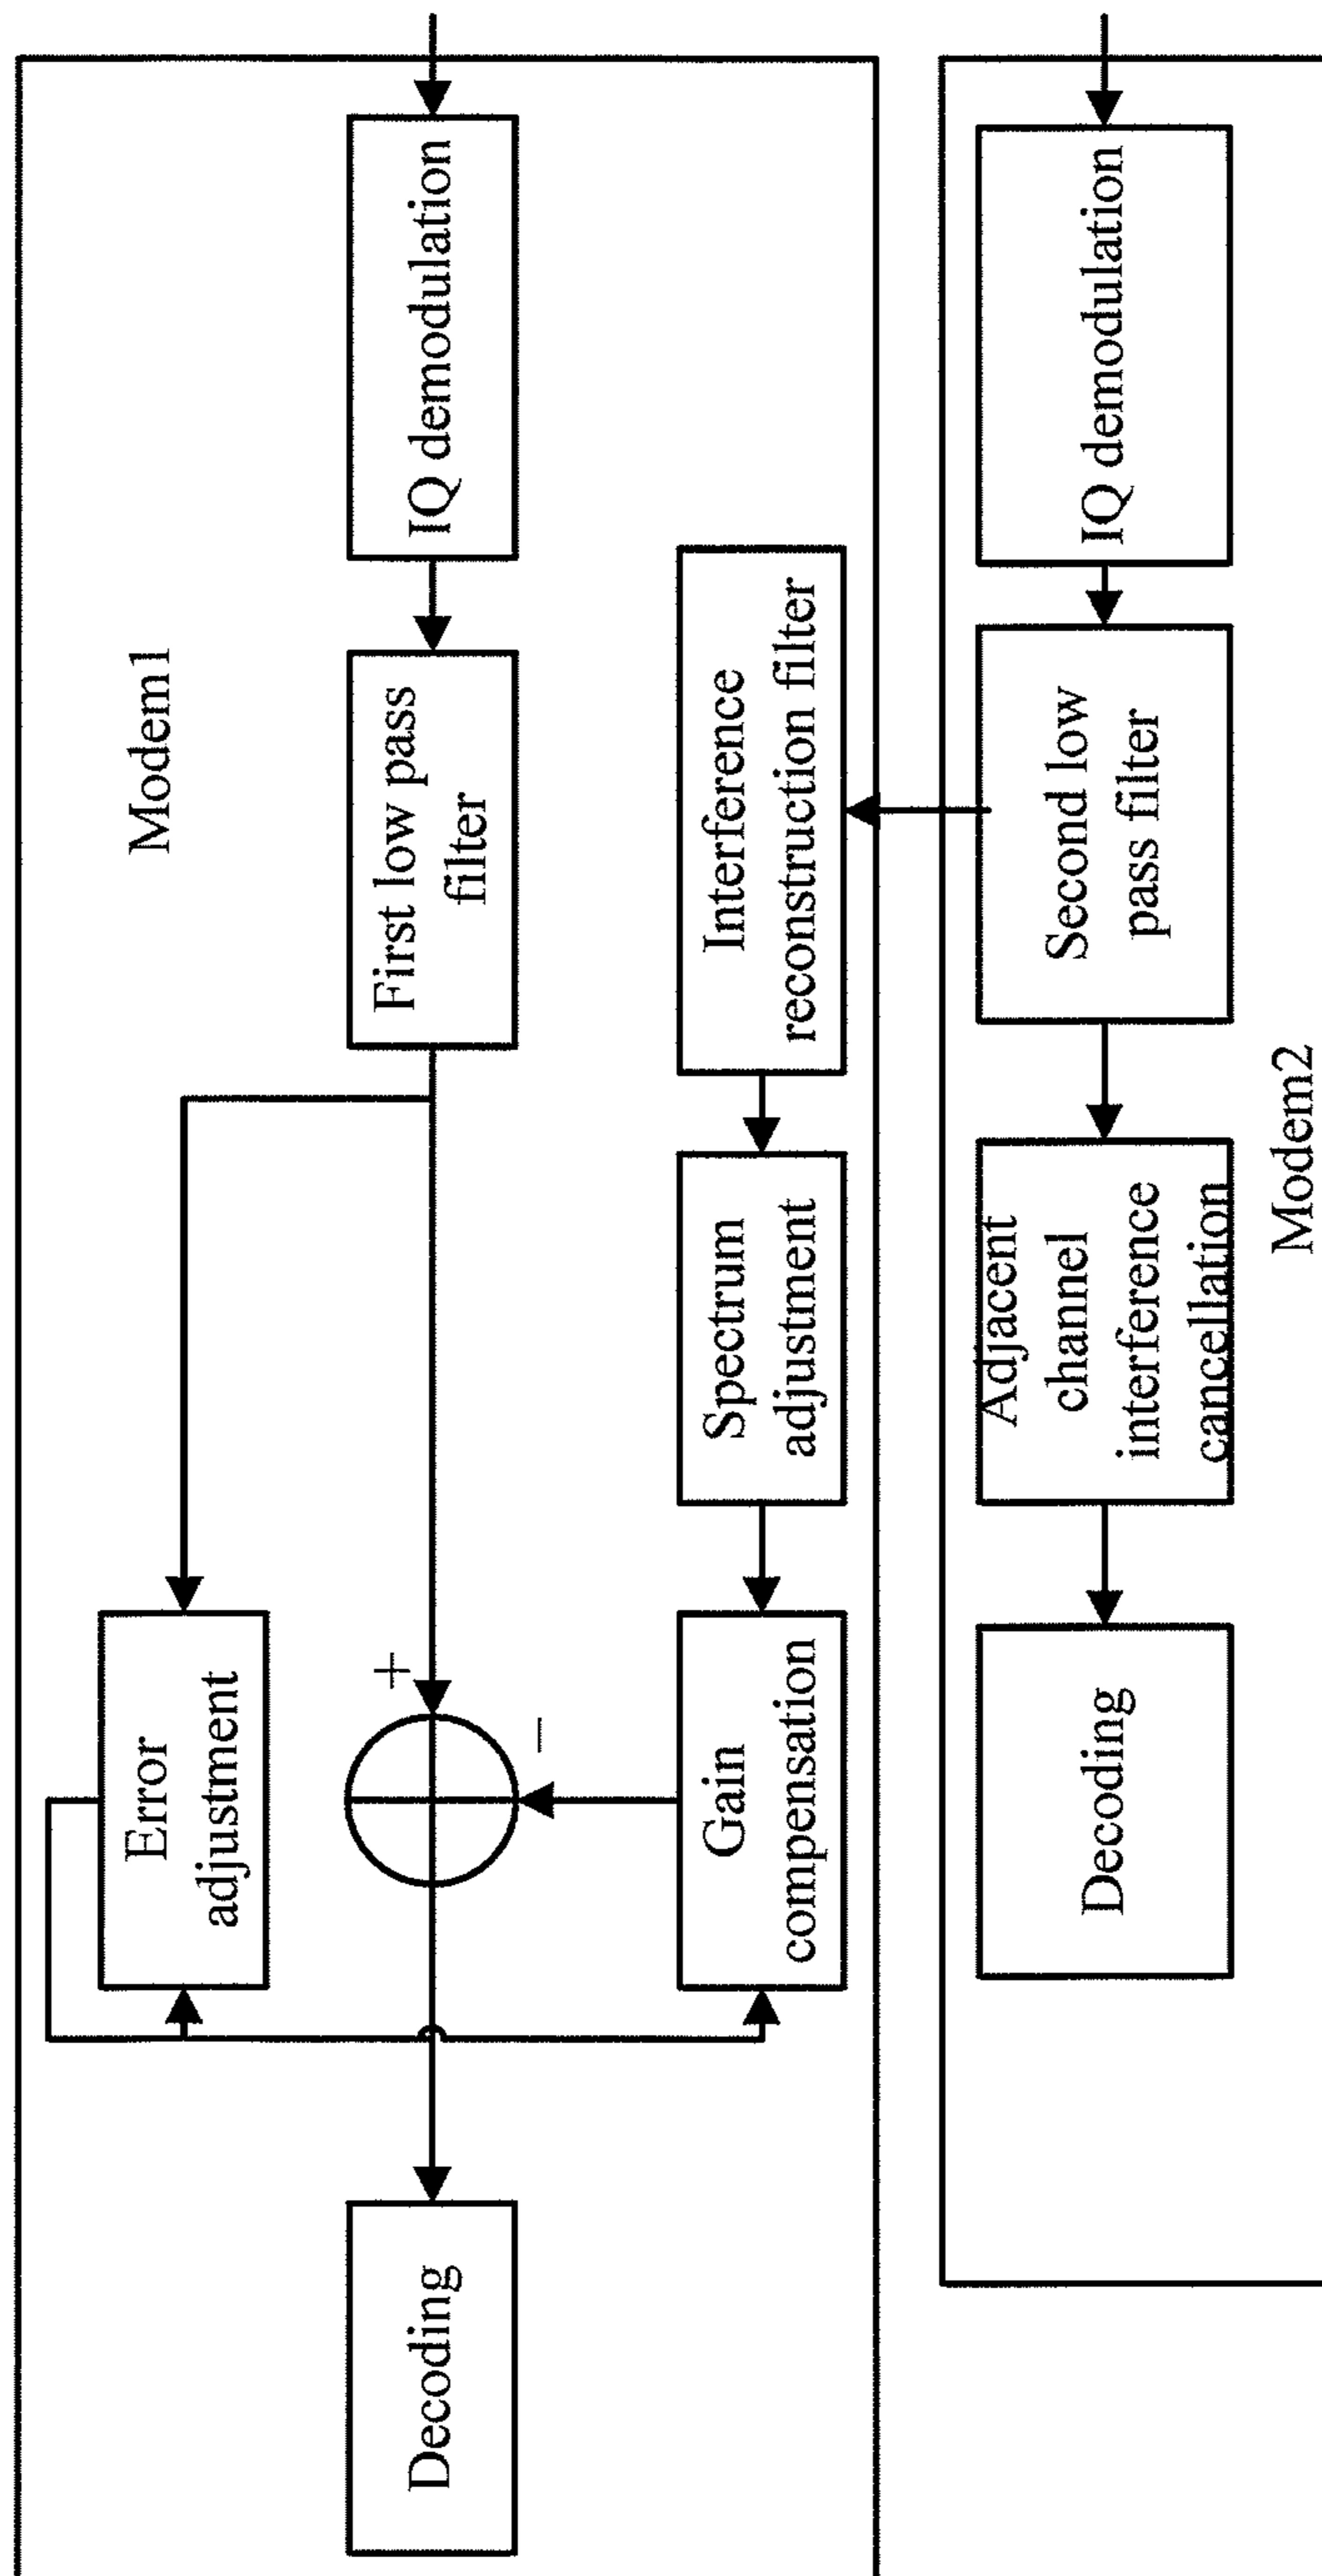 Modem1
IQ demodulation
First low pass
filter
Error
adjustment
+
−
Decoding
Interference
reconstruction filter
Spectrum
adjustment
Gain
compensation
IQ demodulation
Second low
pass filter
Adjacent
channel
interference
cancellation
Decoding
Modem2